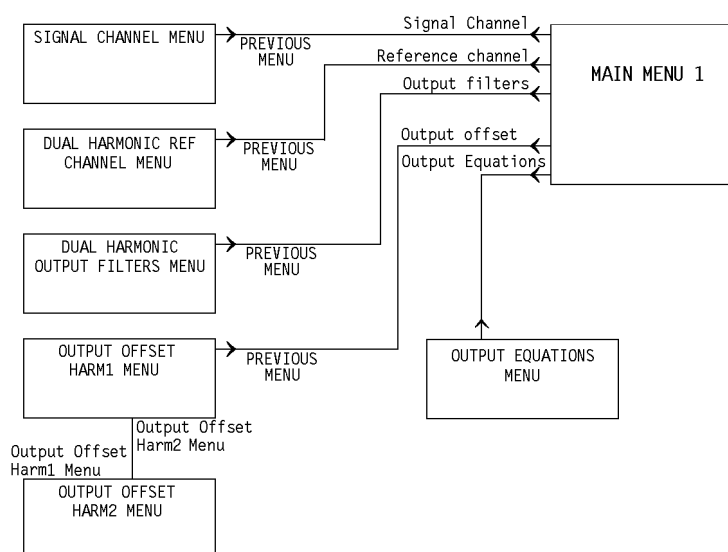 Signal Channel
SIGNAL CHANNEL MENU
PREVIOUS
MENU
Reference channel
MAIN MENU 1
Output filters
DUAL HARMONIC REF
CHANNEL MENU
PREVIOUS
MENU
Output offset
Output Equations
DUAL HARMONIC
OUTPUT FILTERS MENU
PREVIOUS
MENU
OUTPUT OFFSET
HARM1 MENU
PREVIOUS
MENU
OUTPUT EQUATIONS
MENU
Output Offset
Harm2 Menu
Output Offset
Harm1 Menu
OUTPUT OFFSET
HARM2 MENU